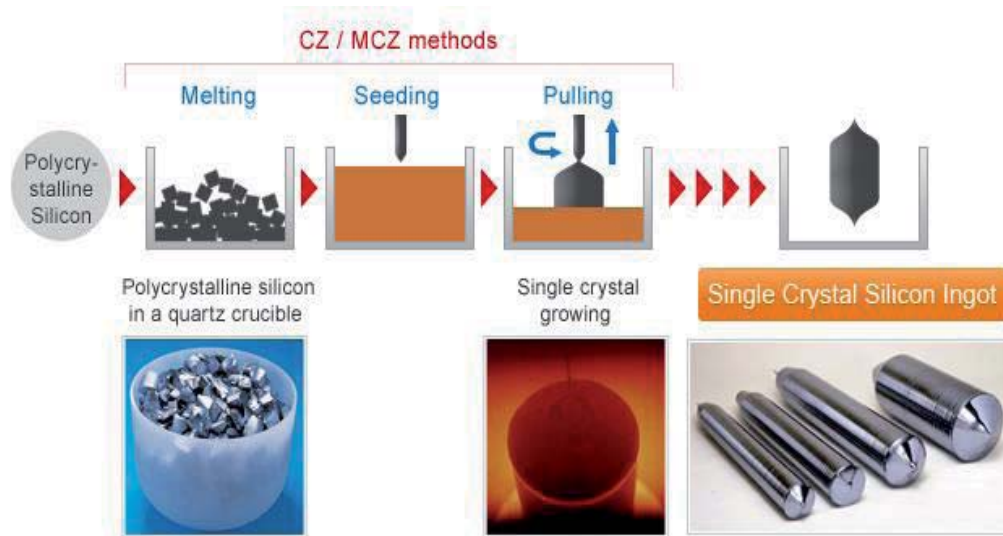 CZ / MCZ methods
Melting
Seeding
Pulling
Polycry-
stalline
Silicon
Polycrystalline silicon
in a quartz crucible
Single crystal
growing
Single Crystal Silicon Ingot